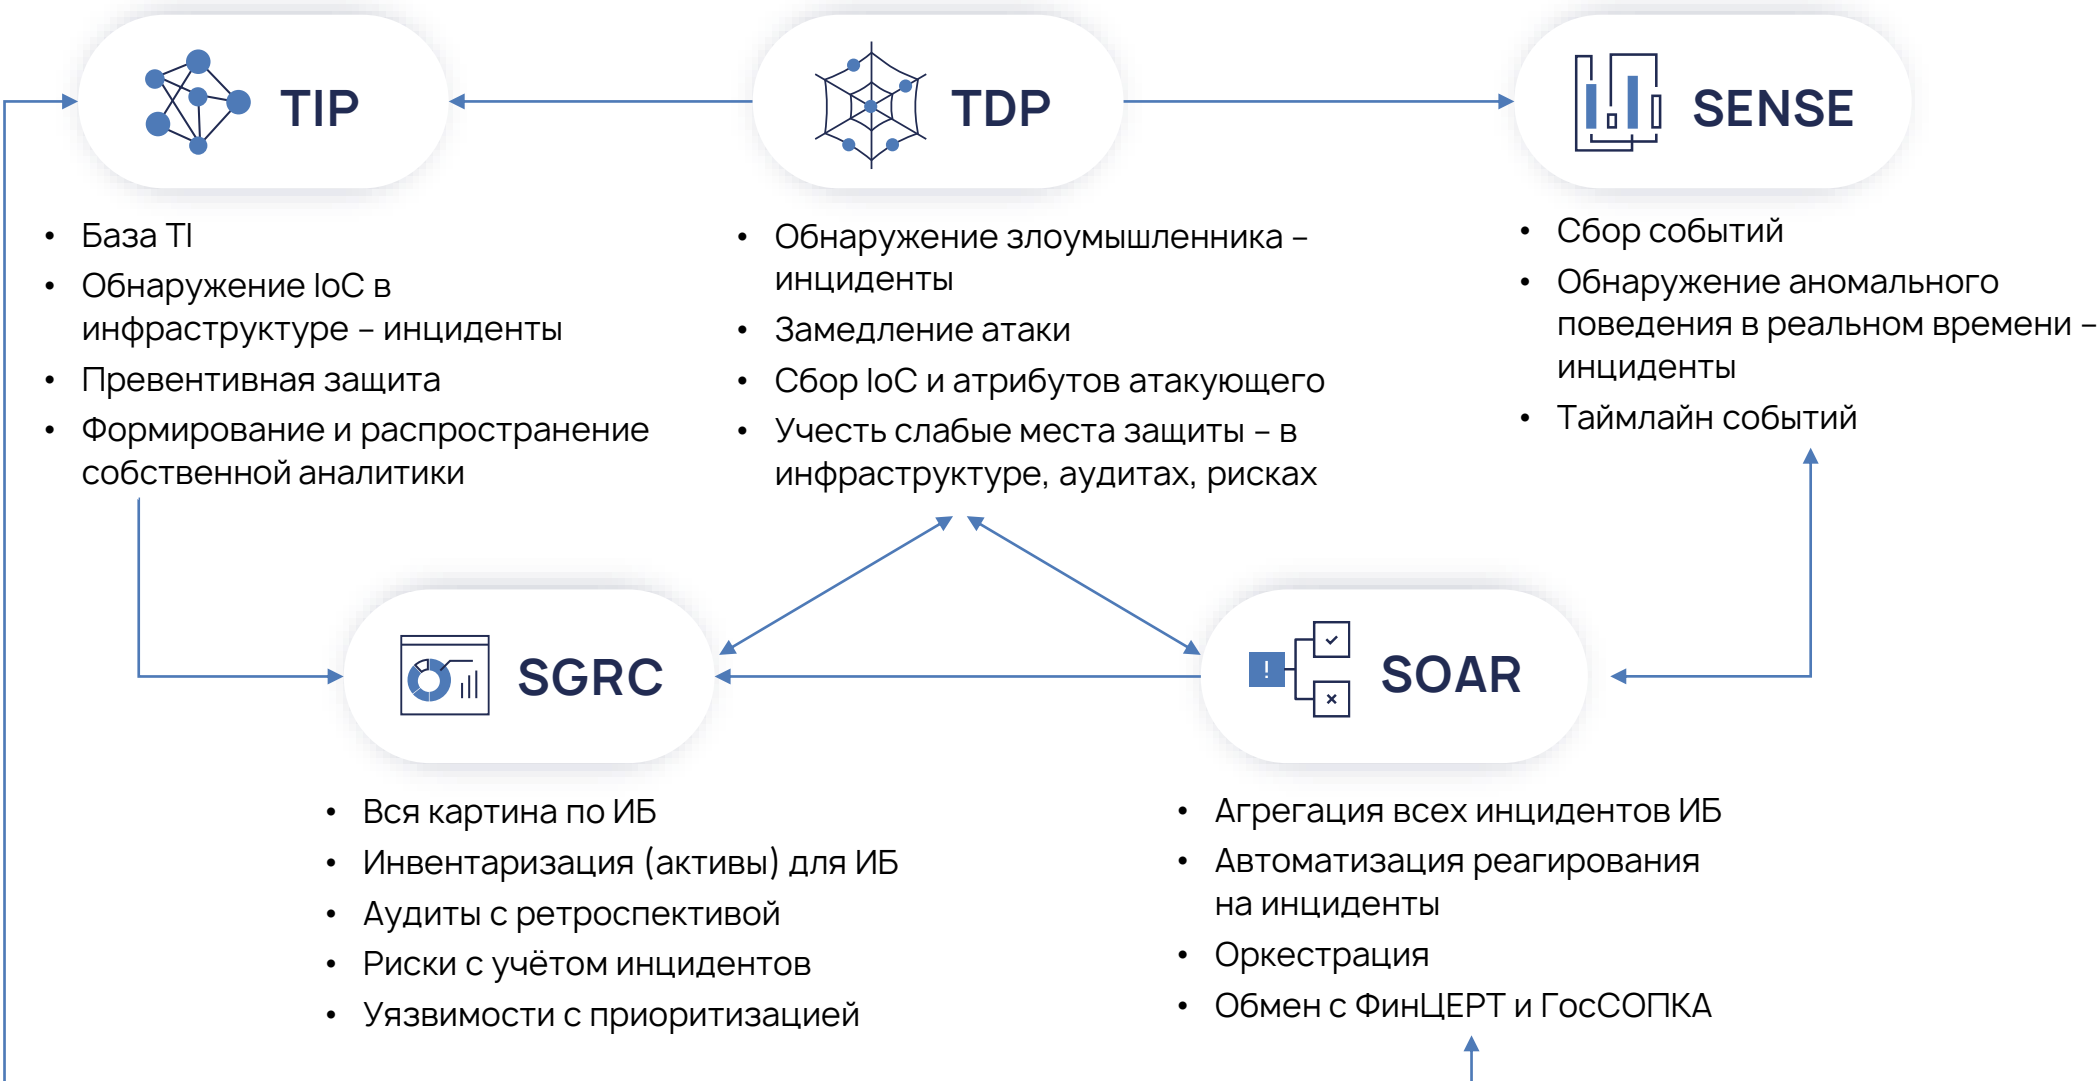 TIP
• База TI
• Обнаружение IoC в
инфраструктуре – инциденты
• Превентивная защита
• Формирование и распространение
собственной аналитики
TDP
• Обнаружение злоумышленника –
инциденты
• Замедление атаки
• Сбор IoC и атрибутов атакующего
• Учесть слабые места защиты – в
инфраструктуре, аудитах, рисках
SENSE
• Сбор событий
• Обнаружение аномального
поведения в реальном времени –
инциденты
• Таймлайн событий
SGRC
• Вся картина по ИБ
• Инвентаризация (активы) для ИБ
• Аудиты с ретроспективой
• Риски с учётом инцидентов
• Уязвимости с приоритизацией
!
SOAR
• Агрегация всех инцидентов ИБ
• Автоматизация реагирования
на инциденты
• Оркестрация
• Обмен с ФинЦЕРТ и ГосСОПКА